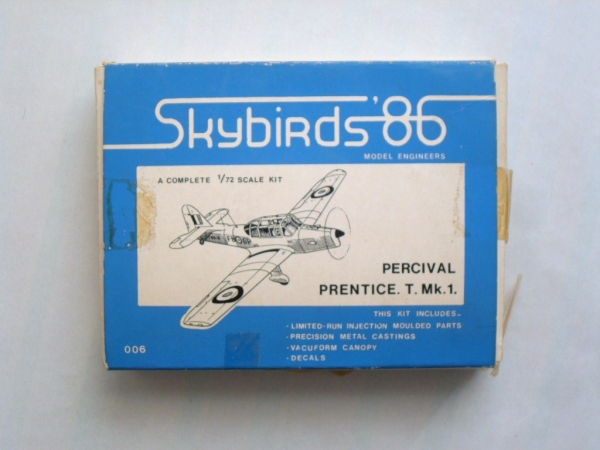 Skybirds '86
MODEL ENGINEERS
A COMPLETE 1/72 SCALE KIT
PERCIVAL
PRENTICE. T. Mk.1.
THIS KIT INCLUDES..
- LIMITED-RUN INJECTION MOULDED PARTS
- PRECISION METAL CASTINGS
- VACUFORM CANOPY
- DECALS
006